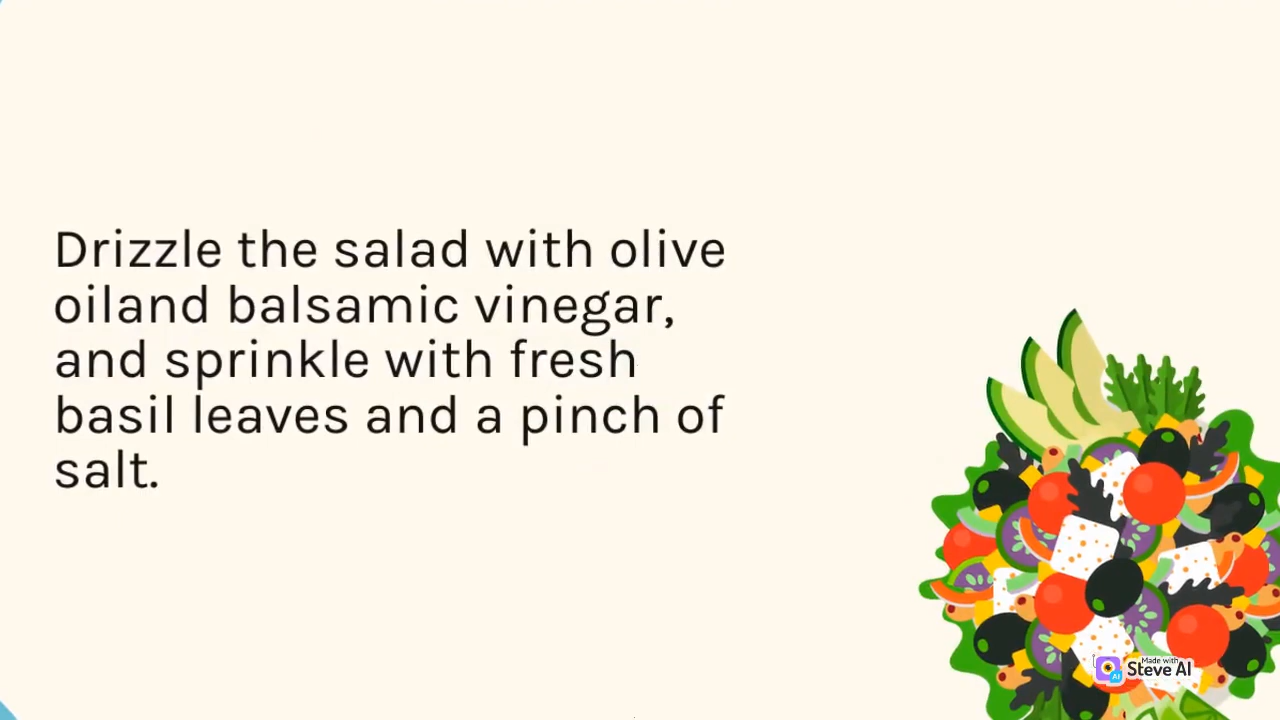 Drizzle the salad with olive
oiland balsamic vinegar,
and sprinkle with fresh
basil leaves and a pinch of
salt.
Made with
Steve AI
AI